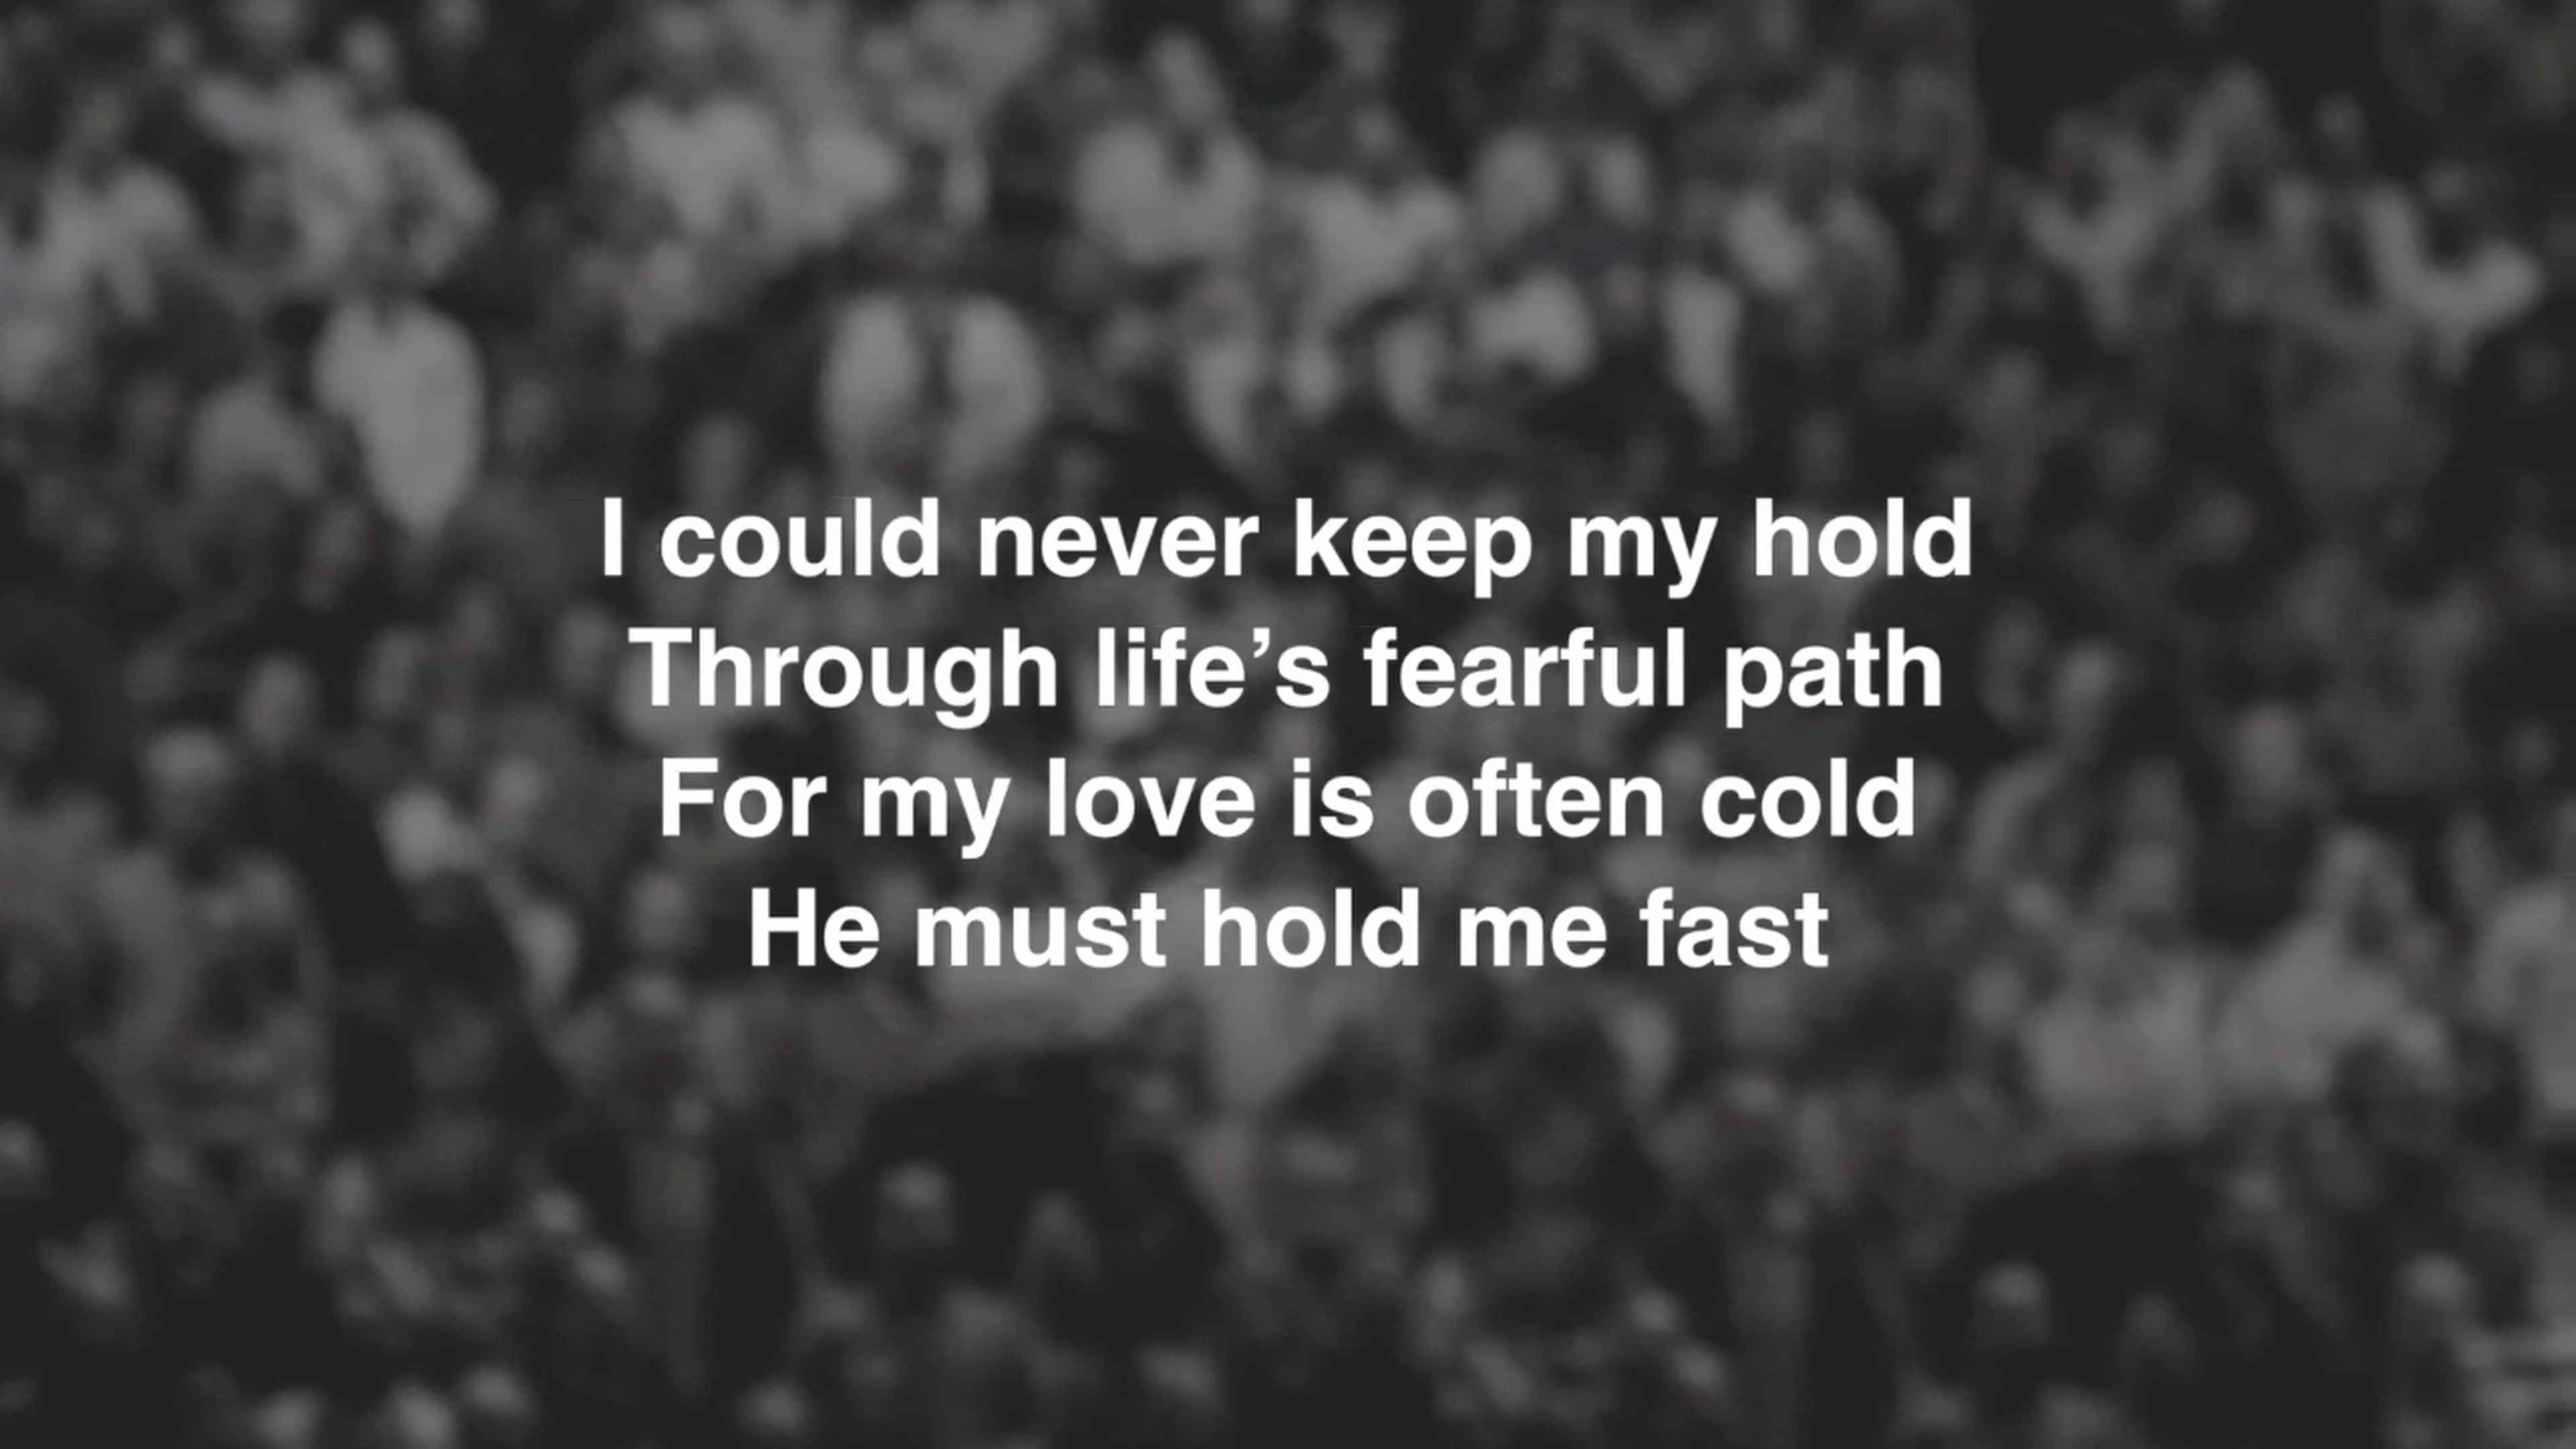 I could never keep my hold
Through life’s fearful path
For my love is often cold
He must hold me fast